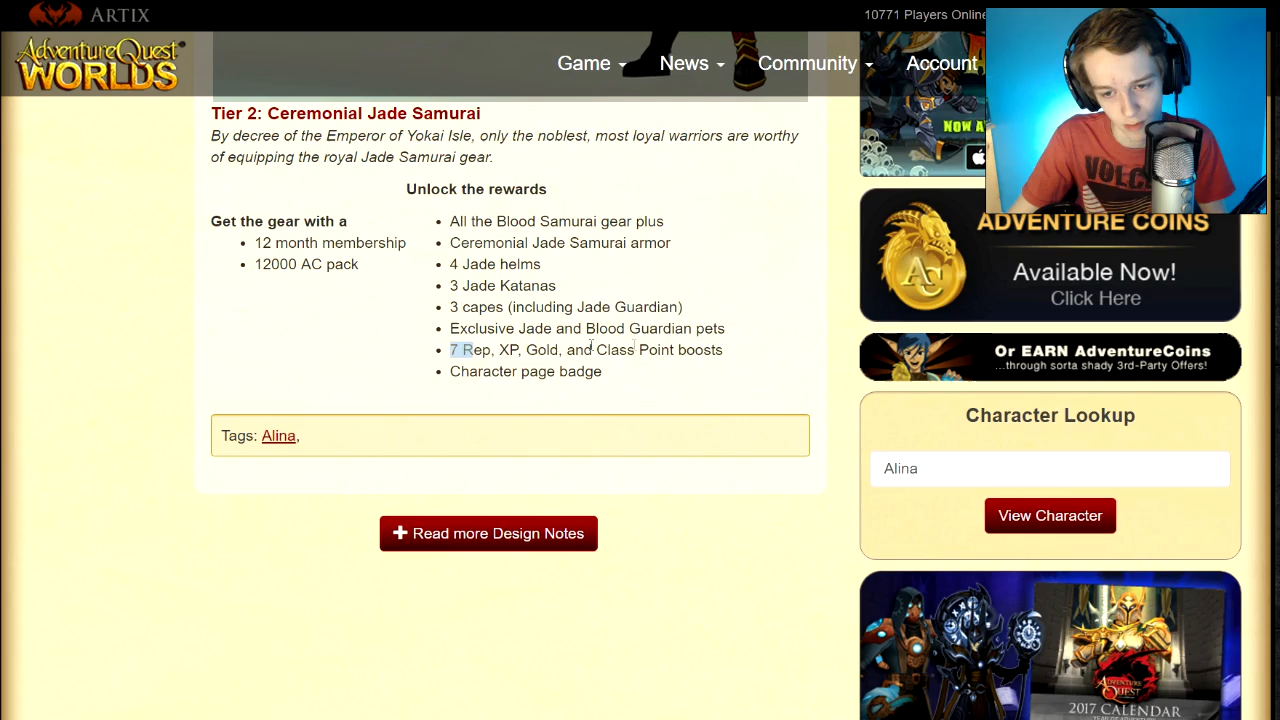 ARTIX
10771 Players Online
AdventureQuest
WORLDS
Game
News
Community
Account
NOW A
Tier 2: Ceremonial Jade Samurai
By decree of the Emperor of Yokai Isle, only the noblest, most loyal warriors are worthy
of equipping the royal Jade Samurai gear.
Unlock the rewards
Get the gear with a
12 month membership
12000 AC pack
All the Blood Samurai gear plus
Ceremonial Jade Samurai armor
4 Jade helms
3 Jade Katanas
3 capes (including Jade Guardian)
Exclusive Jade and Blood Guardian pets
7 Rep, XP, Gold, and Class Point boosts
Character page badge
Tags: Alina,
Read more Design Notes
VOLC
ADVENTURE COINS
AC
Available Now!
Click Here
Or EARN AdventureCoins
...through sorta shady 3rd-Party Offers!
Character Lookup
Alina
View Character
ADVENTURE
QUEST
2017 CALENDAR